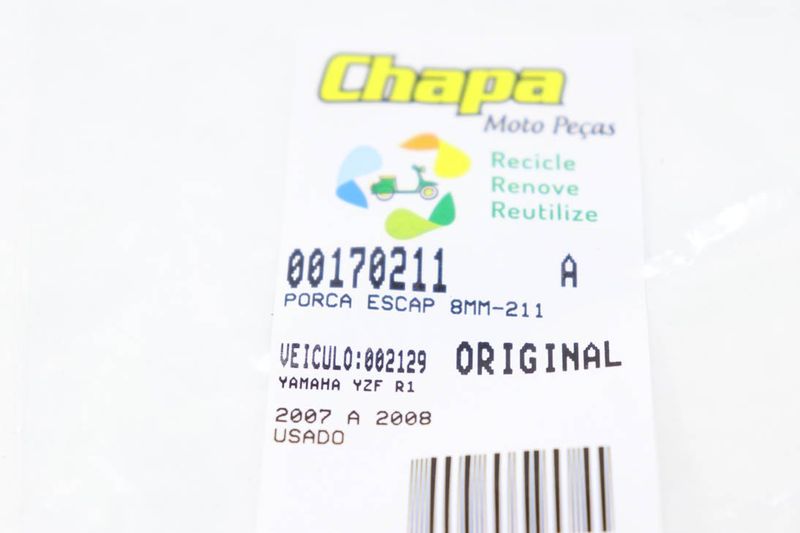 Chapa
Moto Peças
Recicle
Renove
Reutilize
00170211 A
PORCA ESCAP 8MM-211
VEICULO:002129 ORIGINAL
YAMAHA YZF R1
2007 A 2008
USADO